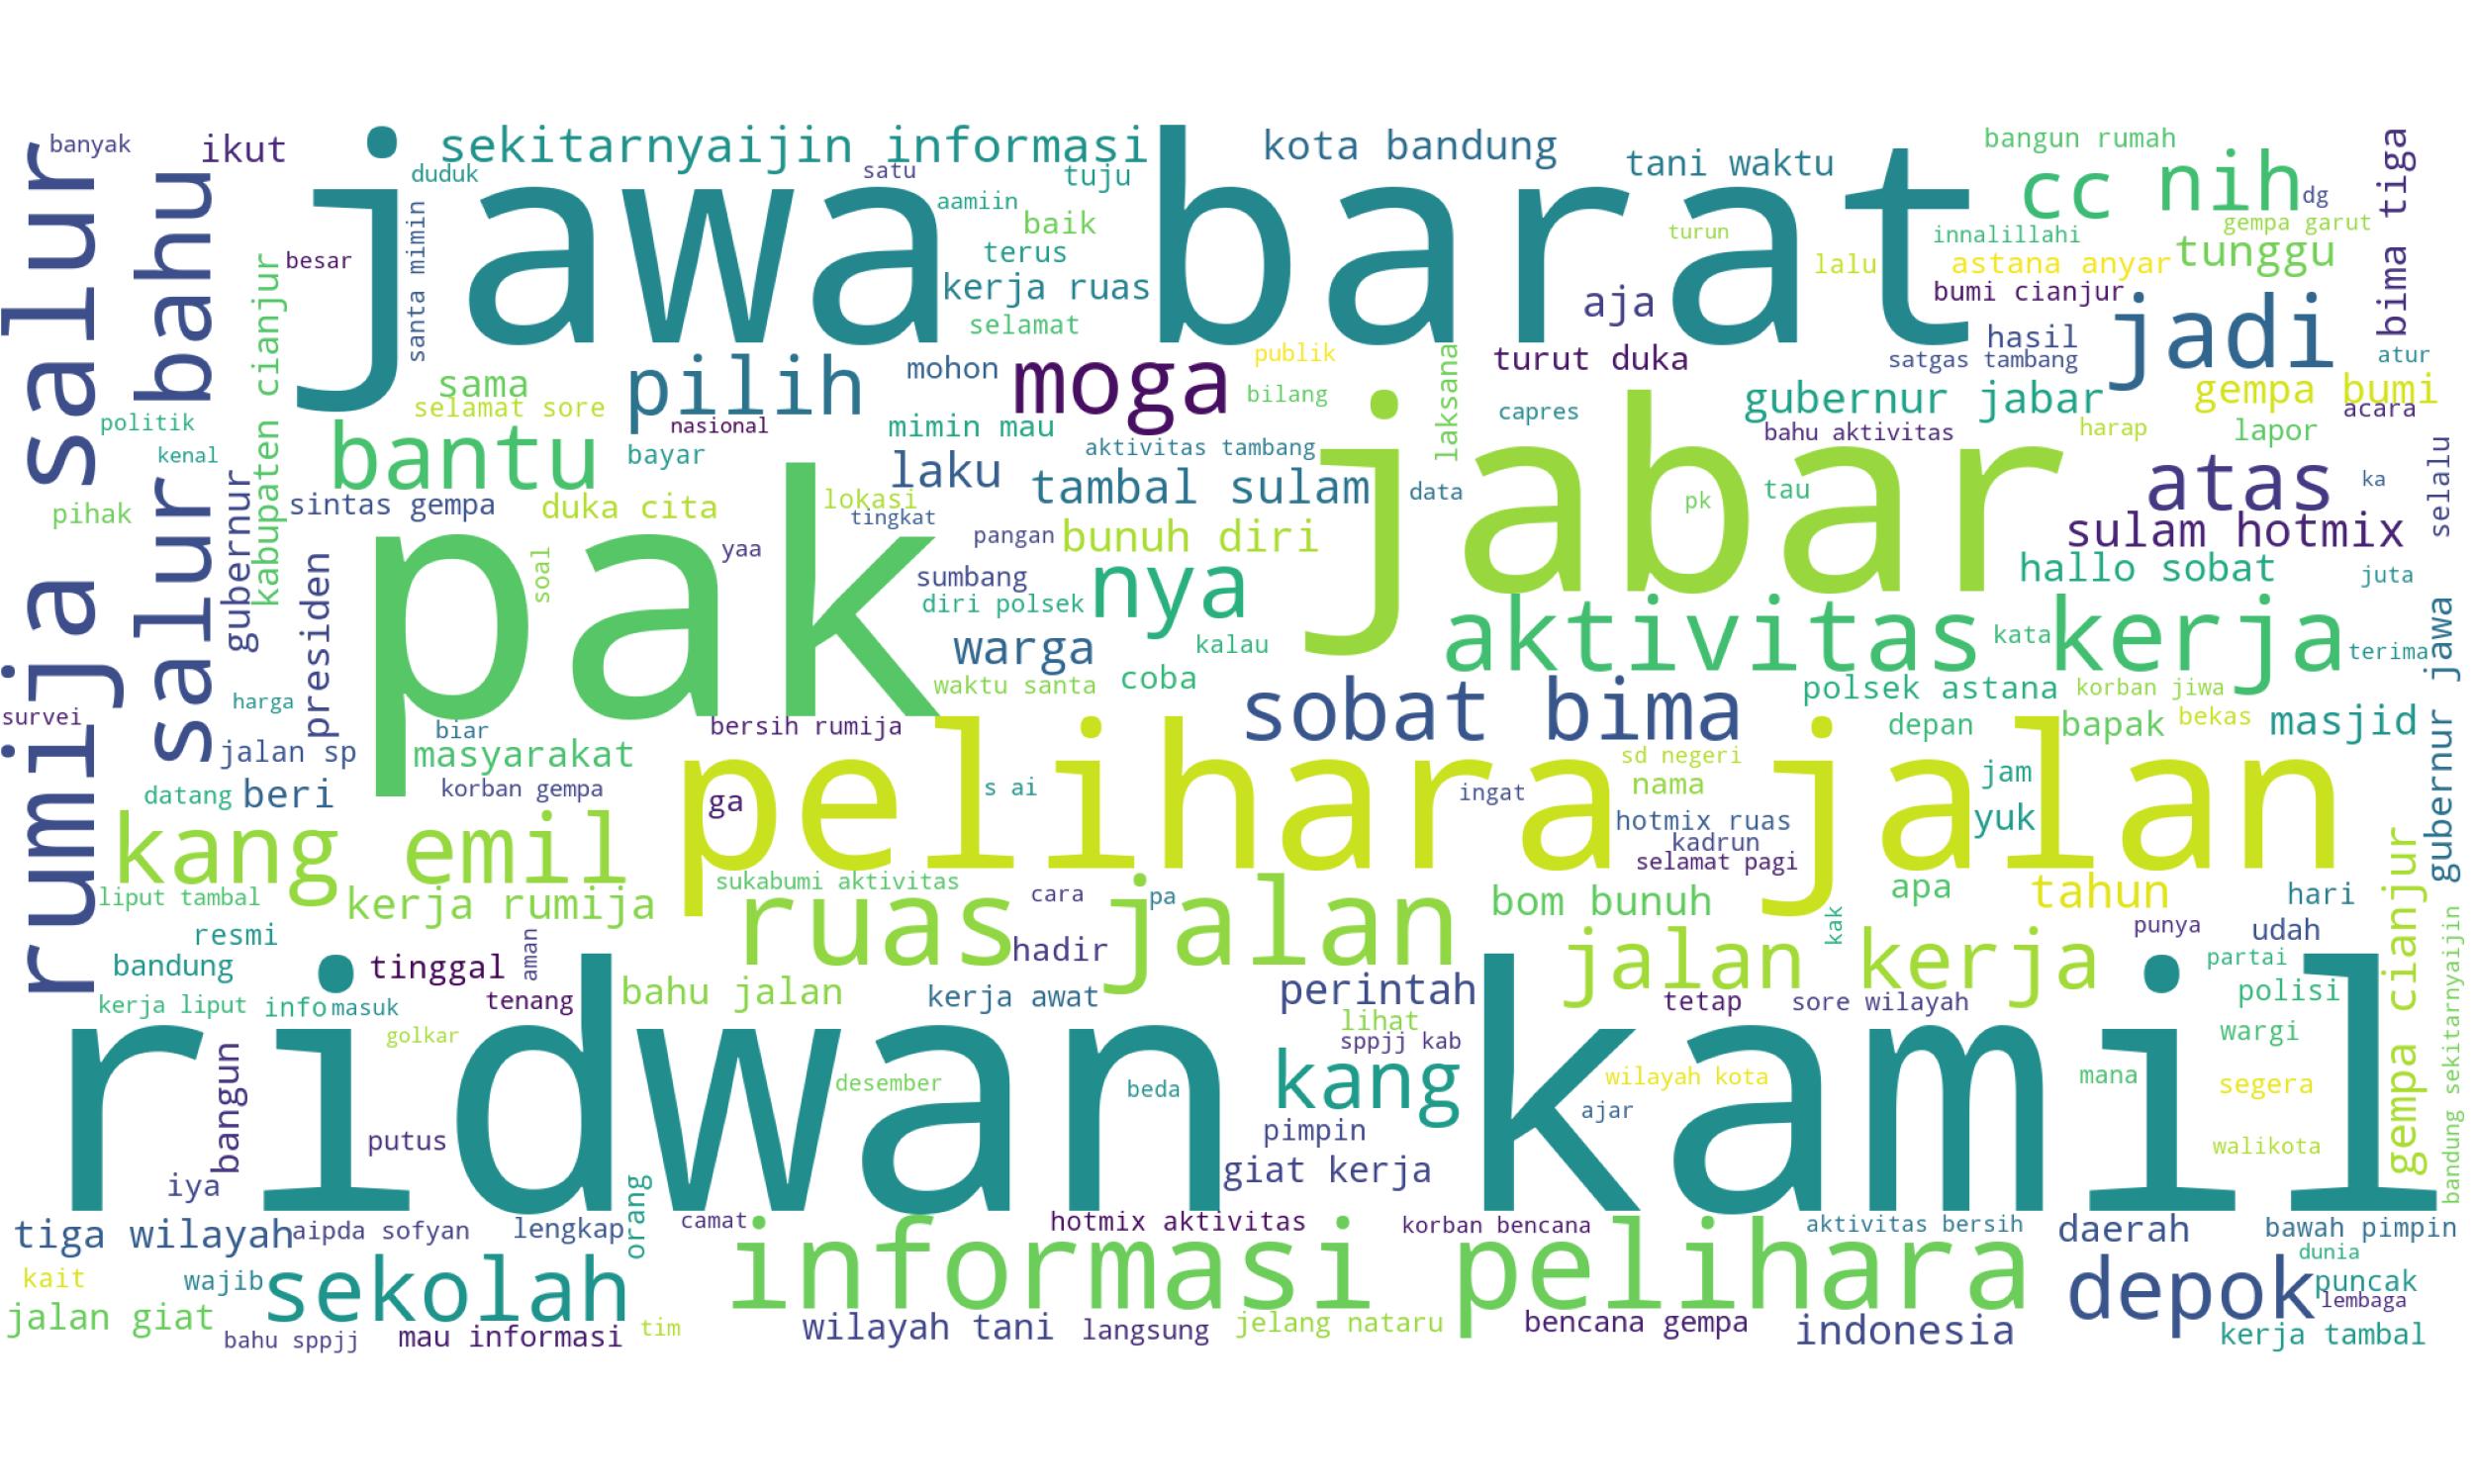 rumija salur
banyak
salur bahu
ikut
jawa barat
sekitarnyaijin informasi
kota bandung
tani waktu
bangun rumah
bima tiga
cc nih
dg
duduk
satu
tuju
aamiin
santa mimin
baik
turun
gempa garut
innalillahi
tunggu
besar
terus
lalu
astana anyar
kabupaten cianjur
kerja ruas
aja
bumi cianjur
selamat
hasil
jadi
publik
turut duka
satgas tambang
atur
laksana
pilih
mohon
moga
sama
bilang
gubernur jabar
gempa bumi
selamat sore
capres
acara
politik
nasional
mimin mau
bahu aktivitas
harap
lapor
kenal
bantu
bayar
aktivitas tambang
jabar
selalu
gubernur
laku
tambal sulam
data
tau
atas
ka
pihak
sintas gempa
duka cita
lokasi
pk
tingkat
pangan
bunuh diri
sulam hotmix
pak
soal
yaa
presiden
sumbang
nya
hallo sobat
juta
diri polsek
gubernur jawa
warga
kalau
aktivitas kerja
kata
terima
harga
waktu santa
coba
polsek astana
korban jiwa
survei
biar
bersih rumija
sobat bima
depan
bapak
bekas
masjid
jalan sp
masyarakat
pelihara jalan
sd negeri
datang
beri
korban gempa
ga
s ai
ingat
nama
jam
kang emil
hotmix ruas
yuk
kadrun
selamat pagi
gempa cianjur
liput tambal
kerja rumija
sukabumi aktivitas
cara
pa
bom bunuh
apa
tahun
hari
ruas jalan
kak
resmi
aman
hadir
punya
udah
bandung
tinggal
jalan kerja
partai
bandung sekitarnyaijin
kerja liput
info
masuk
tenang
bahu jalan
kerja awat
perintah
tetap
sore wilayah
polisi
ridwan kamil
golkar
lihat
sppjj kab
wargi
bangun
desember
beda
kang
wilayah kota
mana
segera
ajar
putus
pimpin
walikota
iya
giat kerja
orang
tiga wilayah
aipda sofyan
lengkap
camat
hotmix aktivitas
korban bencana
aktivitas bersih
daerah
bawah pimpin
dunia
kait
wajib
sekolah
informasi pelihara
depok
puncak
lembaga
jalan giat
bahu sppjj
mau informasi
tim
wilayah tani
langsung
jelang nataru
bencana gempa
indonesia
kerja tambal